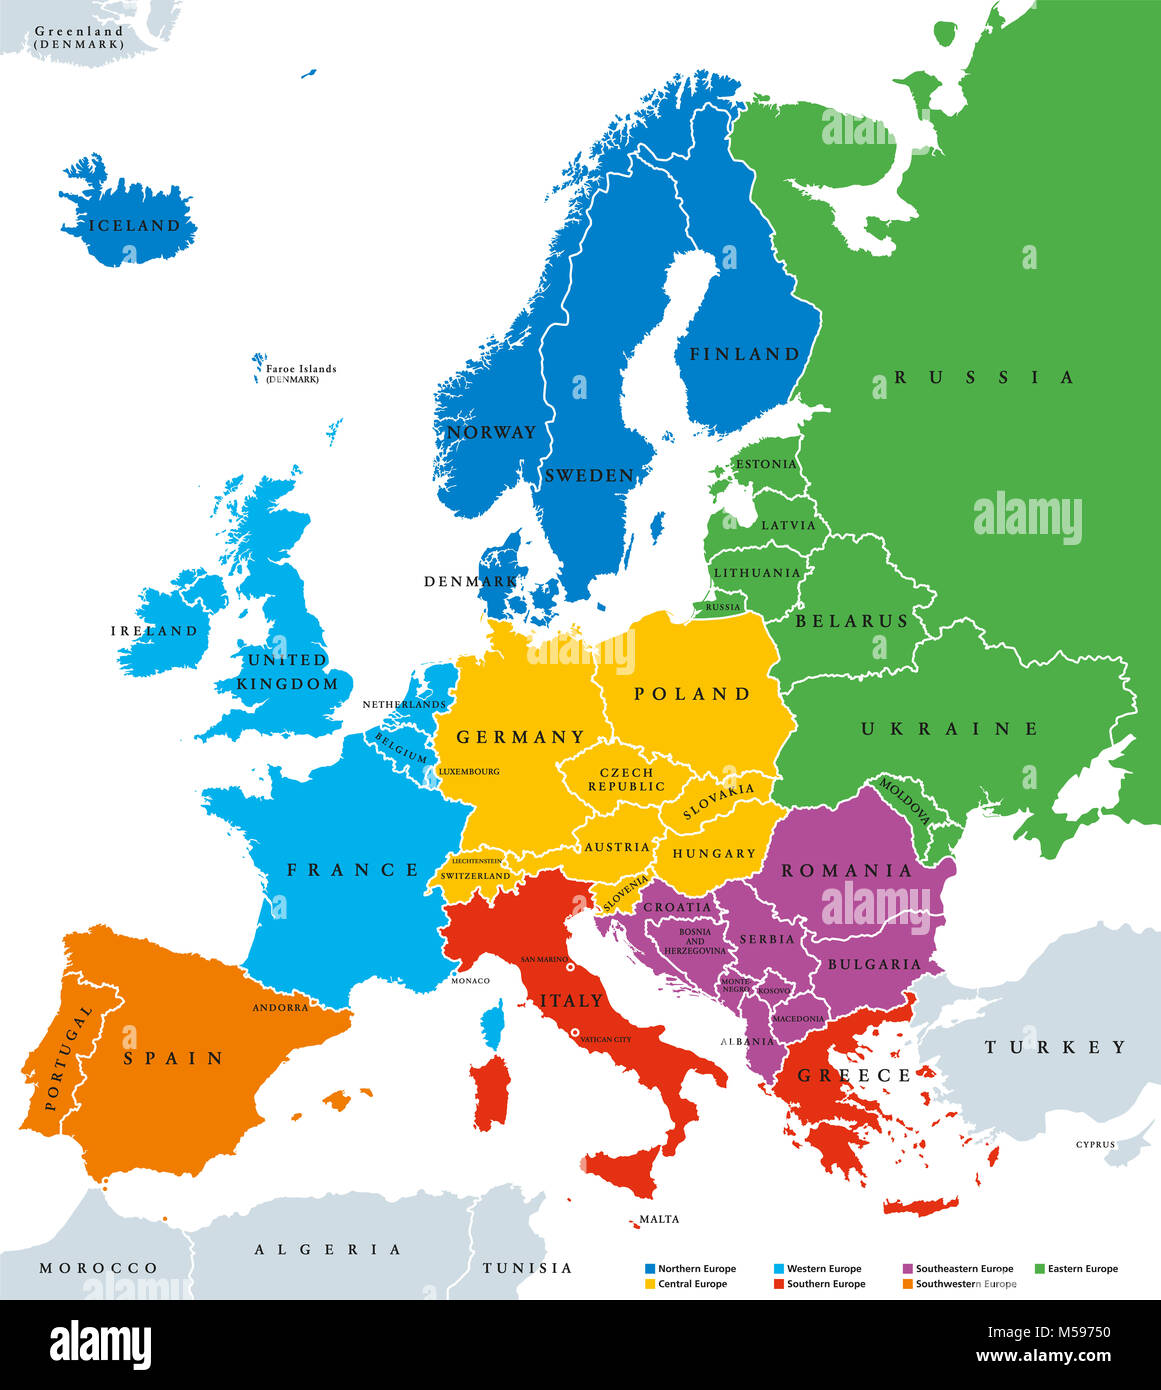 Greenland
(DENMARK)
ICELAND
Faroe Islands
(DENMARK)
FINLAND
RUSSIA
NORWAY
SWEDEN
ESTONIA
LATVIA
LITHUANIA
DENMARK
RUSSIA
BELARUS
IRELAND
UNITED
KINGDOM
POLAND
NETHERLANDS
UKRAINE
GERMANY
BELGIUM
LUXEMBOURG
CZECH
REPUBLIC
SLOVAKIA
MOLDOVA
AUSTRIA
HUNGARY
LIECHTENSTEIN
SWITZERLAND
FRANCE
ROMANIA
SLOVENIA
CROATIA
BOSNIA
AND
HERZEGOVINA
SERBIA
SAN MARINO
BULGARIA
MONACO
MONTE-
NEGRO
KOSOVO
ITALY
ANDORRA
MACEDONIA
VATICAN CITY
ALBANIA
PORTUGAL
SPAIN
GREECE
TURKEY
CYPRUS
MALTA
MOROCCO
ALGERIA
TUNISIA
Northern Europe
Western Europe
Southeastern Europe
Eastern Europe
Central Europe
Southern Europe
Southwestern Europe
a
a
a
a
a
a
alamy
a
a
alamy
alamy
alamy
Image ID: M59750
www.alamy.com